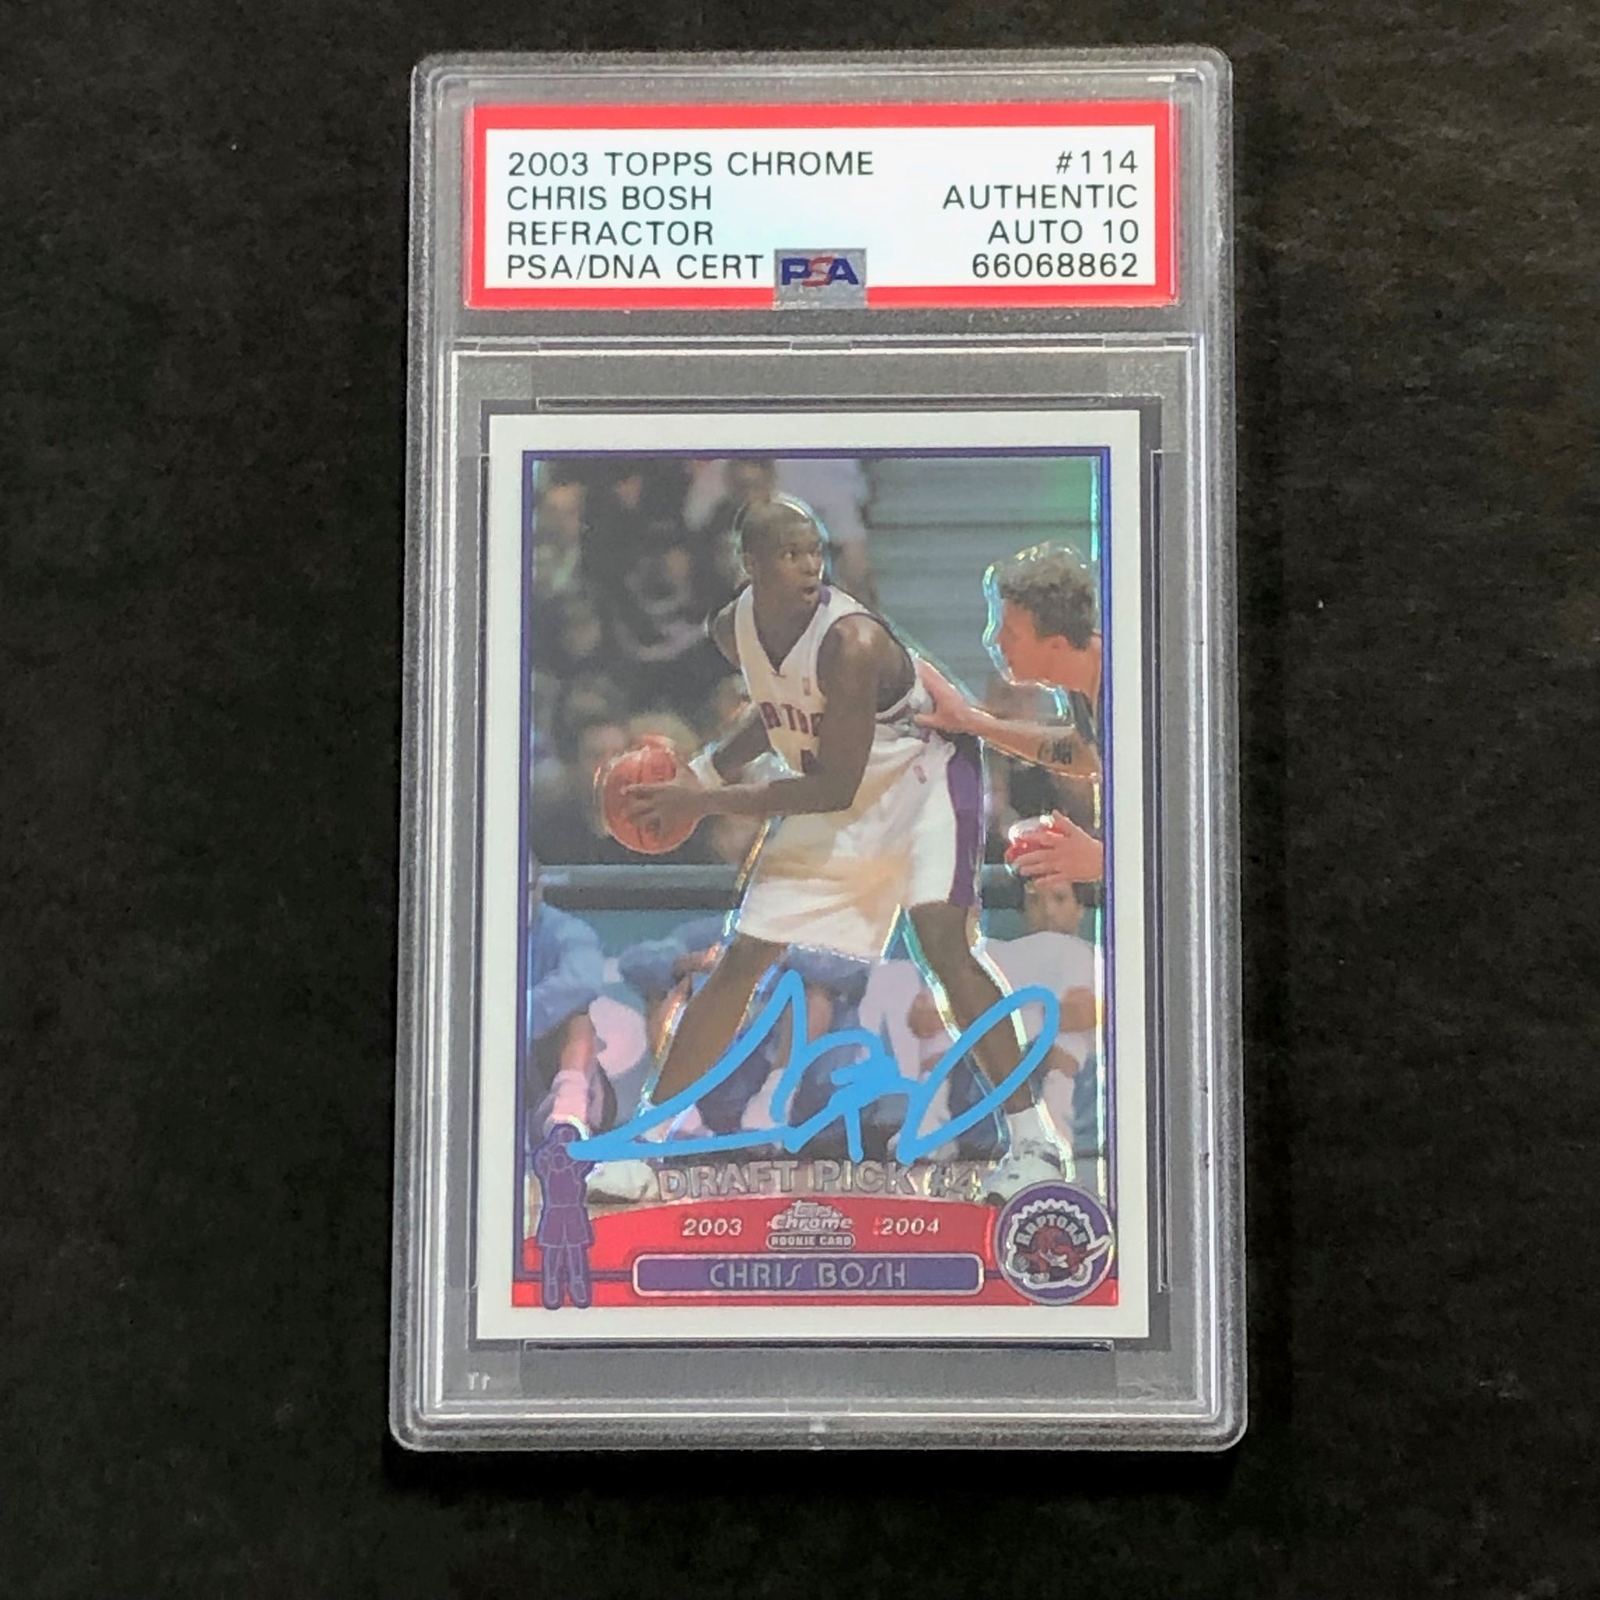 2003 TOPPS CHROME #114
CHRIS BOSH AUTHENTIC
REFRACTOR AUTO 10
PSA/DNA CERT PSA 66068862
DRAFT PICK #4
2003 Topps Chrome 2004
ROOKIE CARD
RAPTORS
CHRIS BOSH